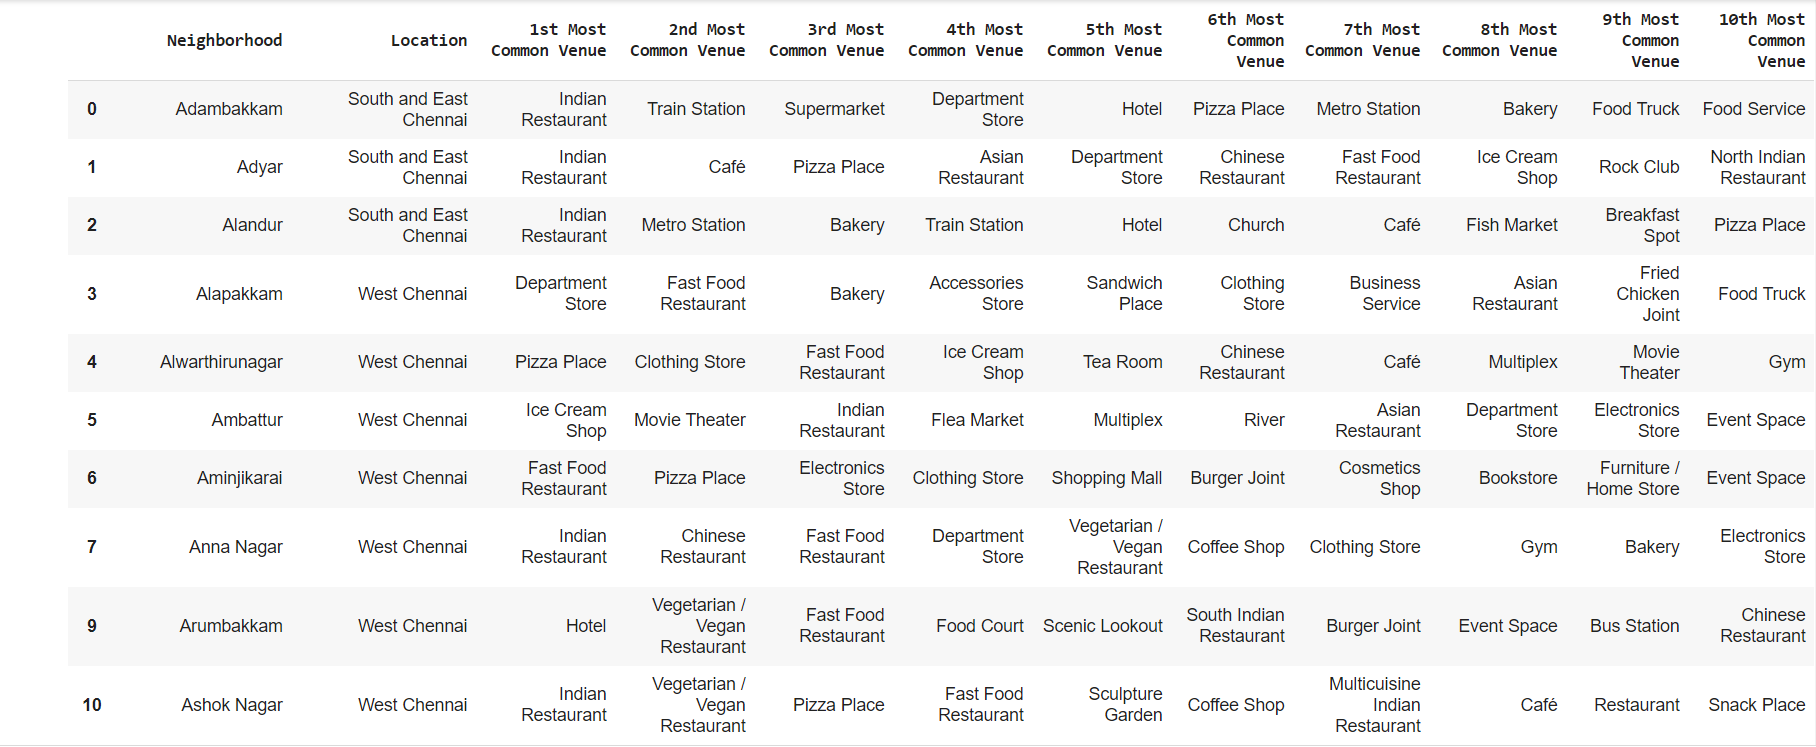 Neighborhood Location 1st Most Common Venue 2nd Most Common Venue 3rd Most Common Venue 4th Most Common Venue 5th Most Common Venue 6th Most Common Venue 7th Most Common Venue 8th Most Common Venue 9th Most Common Venue 10th Most Common Venue
0 Adambakkam South and East Chennai Indian Restaurant Train Station Supermarket Department Store Hotel Pizza Place Metro Station Bakery Food Truck Food Service
1 Adyar South and East Chennai Indian Restaurant Café Pizza Place Asian Restaurant Department Store Chinese Restaurant Fast Food Restaurant Ice Cream Shop Rock Club North Indian Restaurant
2 Alandur South and East Chennai Indian Restaurant Metro Station Bakery Train Station Hotel Church Café Fish Market Breakfast Spot Pizza Place
3 Alapakkam West Chennai Department Store Fast Food Restaurant Bakery Accessories Store Sandwich Place Clothing Store Business Service Asian Restaurant Fried Chicken Joint Food Truck
4 Alwarthirunagar West Chennai Pizza Place Clothing Store Fast Food Restaurant Ice Cream Shop Tea Room Chinese Restaurant Café Multiplex Movie Theater Gym
5 Ambattur West Chennai Ice Cream Shop Movie Theater Indian Restaurant Flea Market Multiplex River Asian Restaurant Department Store Electronics Store Event Space
6 Aminjikarai West Chennai Fast Food Restaurant Pizza Place Electronics Store Clothing Store Shopping Mall Burger Joint Cosmetics Shop Bookstore Furniture / Home Store Event Space
7 Anna Nagar West Chennai Indian Restaurant Chinese Restaurant Fast Food Restaurant Department Store Vegetarian / Vegan Restaurant Coffee Shop Clothing Store Gym Bakery Electronics Store
9 Arumbakkam West Chennai Hotel Vegetarian / Vegan Restaurant Fast Food Restaurant Food Court Scenic Lookout South Indian Restaurant Burger Joint Event Space Bus Station Chinese Restaurant
10 Ashok Nagar West Chennai Indian Restaurant Vegetarian / Vegan Restaurant Pizza Place Fast Food Restaurant Sculpture Garden Coffee Shop Multicuisine Indian Restaurant Café Restaurant Snack Place